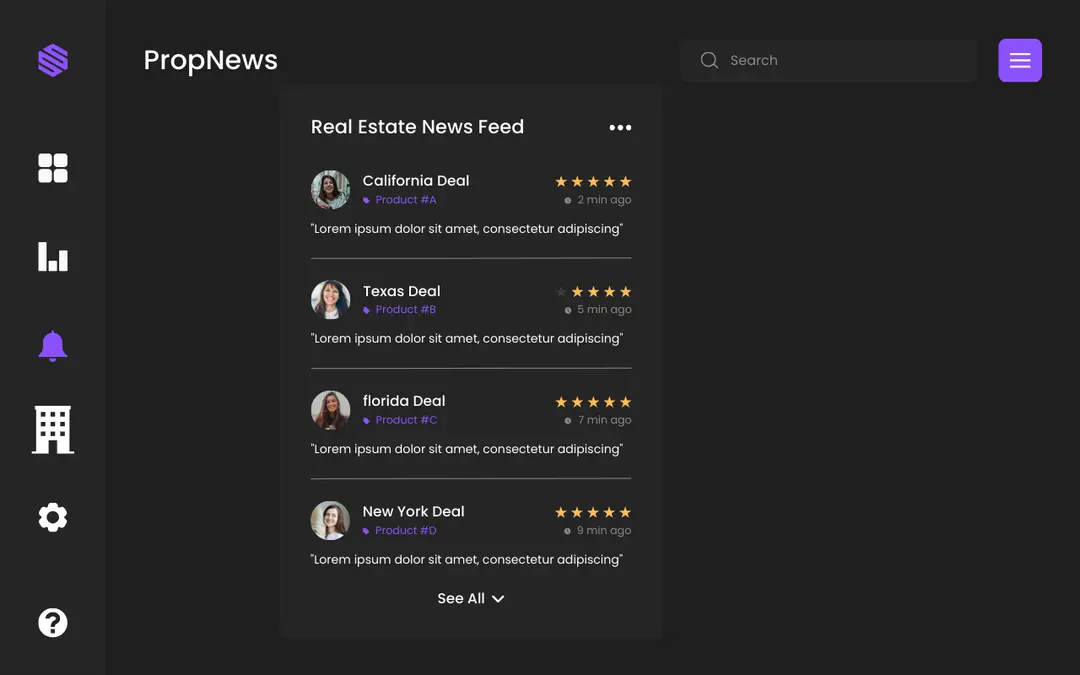 PropNews
Search
Real Estate News Feed
California Deal
Product #A
2 min ago
"Lorem ipsum dolor sit amet, consectetur adipiscing"
Texas Deal
Product #B
5 min ago
"Lorem ipsum dolor sit amet, consectetur adipiscing"
florida Deal
Product #C
7 min ago
"Lorem ipsum dolor sit amet, consectetur adipiscing"
New York Deal
Product #D
9 min ago
"Lorem ipsum dolor sit amet, consectetur adipiscing"
See All